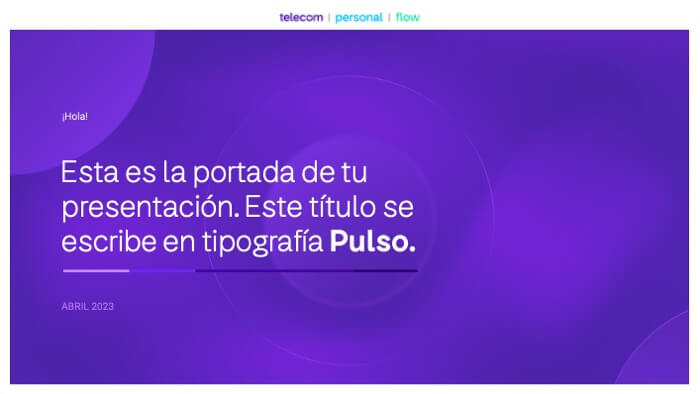 telecom | personal | flow
¡Hola!
Esta es la portada de tu
presentación. Este título se
escribe en tipografía Pulso.
ABRIL 2023